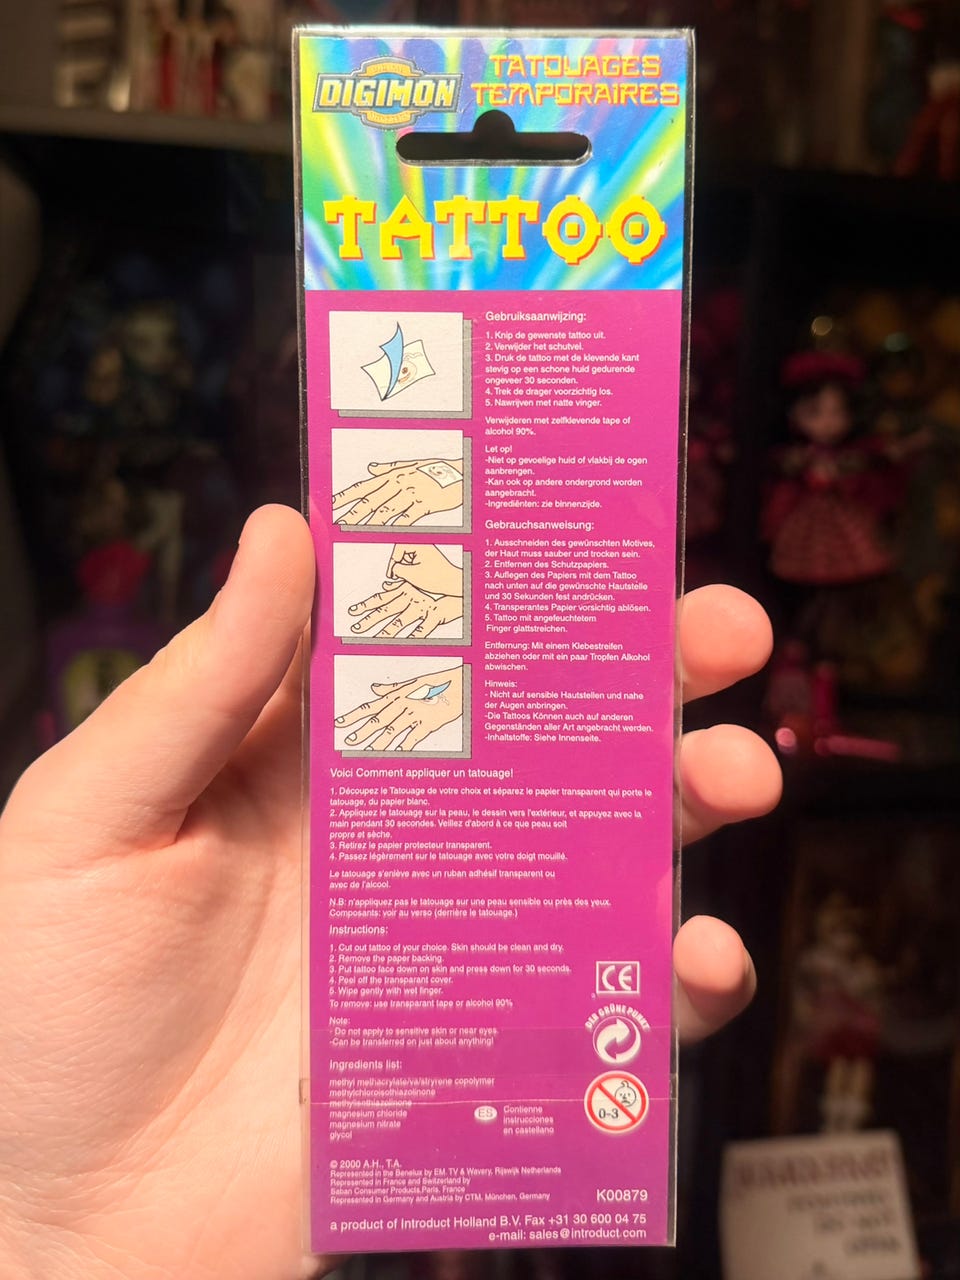 DIGIMON
TATOUAGES
TEMPORAIRES
TATTOO
Gebruiksaanwijzing:
1. Knip de gewenste tattoo uit.
2. Verwijder het schutvel.
3. Druk de tattoo met de klevende kant
stevig op een schone huid gedurende
ongeveer 30 seconden.
4. Trek de drager voorzichtig los.
5. Nawrijven met natte vinger.
Verwijderen met zelfklevende tape of
alcohol 90%.
Let op!
-Niet op gevoelige huid of vlakbij de ogen
aanbrengen.
-Kan ook op andere ondergrond worden
aangebracht.
-Ingrediënten: zie binnenzijde.
Gebrauchsanweisung:
1. Ausschneiden des gewünschten Motives,
der Haut muss sauber und trocken sein.
2. Entfernen des Schutzpapiers.
3. Auflegen des Papiers mit dem Tattoo
nach unten auf die gewünschte Hautstelle
und 30 Sekunden fest andrücken.
4. Transperantes Papier vorsichtig ablösen.
5. Tattoo mit angefeuchtetem
Finger glattstreichen.
Entfernung: Mit einem Klebestreifen
abziehen oder mit ein paar Tropfen Alkohol
abwischen.
Hinweis:
- Nicht auf sensible Hautstellen und nahe
der Augen anbringen.
-Die Tattoos Können auch auf anderen
Gegenständen aller Art angebracht werden.
-Inhaltstoffe: Siehe Innenseite.
Voici Comment appliquer un tatouage!
1. Découpez le Tatouage de votre choix et séparez le papier transparent qui porte le
tatouage, du papier blanc.
2. Appliquez le tatouage sur la peau, le dessin vers l'extérieur, et appuyez avec la
main pendant 30 secondes. Veillez d'abord à ce que peau soit
propre et sèche.
3. Retirez le papier protecteur transparent.
4. Passez légèrement sur le tatouage avec votre doigt mouillé.
Le tatouage s'enlève avec un ruban adhésif transparent ou
avec de l'alcool.
N.B: n'appliquez pas le tatouage sur une peau sensible ou près des yeux.
Composants: voir au verso (derrière le tatouage.)
Instructions:
1. Cut out tattoo of your choice. Skin should be clean and dry.
2. Remove the paper backing.
3. Put tattoo face down on skin and press down for 30 seconds.
4. Peel off the transparant cover.
5. Wipe gently with wet finger.
To remove: use transparant tape or alcohol 90%
Note:
- Do not apply to sensitive skin or near eyes.
-Can be transferred on just about anything!
Ingredients list:
methyl methacrylate/va/stryrene copolymer
methylchloroisothiazolinone
methylisothiazolinone
magnesium chloride
magnesium nitrate
glycol
ES
Contienne
instrucciones
en castellano
CE
DER GRÜNE PUNKT
0-3
© 2000 A.H., T.A.
Represented in the Benelux by EM. TV & Wavery, Rijswijk Netherlands
Represented in France and Switzerland by
Saban Consumer Products, Paris, France
Represented in Germany and Austria by CTM, München, Germany
K00879
a product of Introduct Holland B.V. Fax +31 30 600 04 75
e-mail: sales@introduct.com